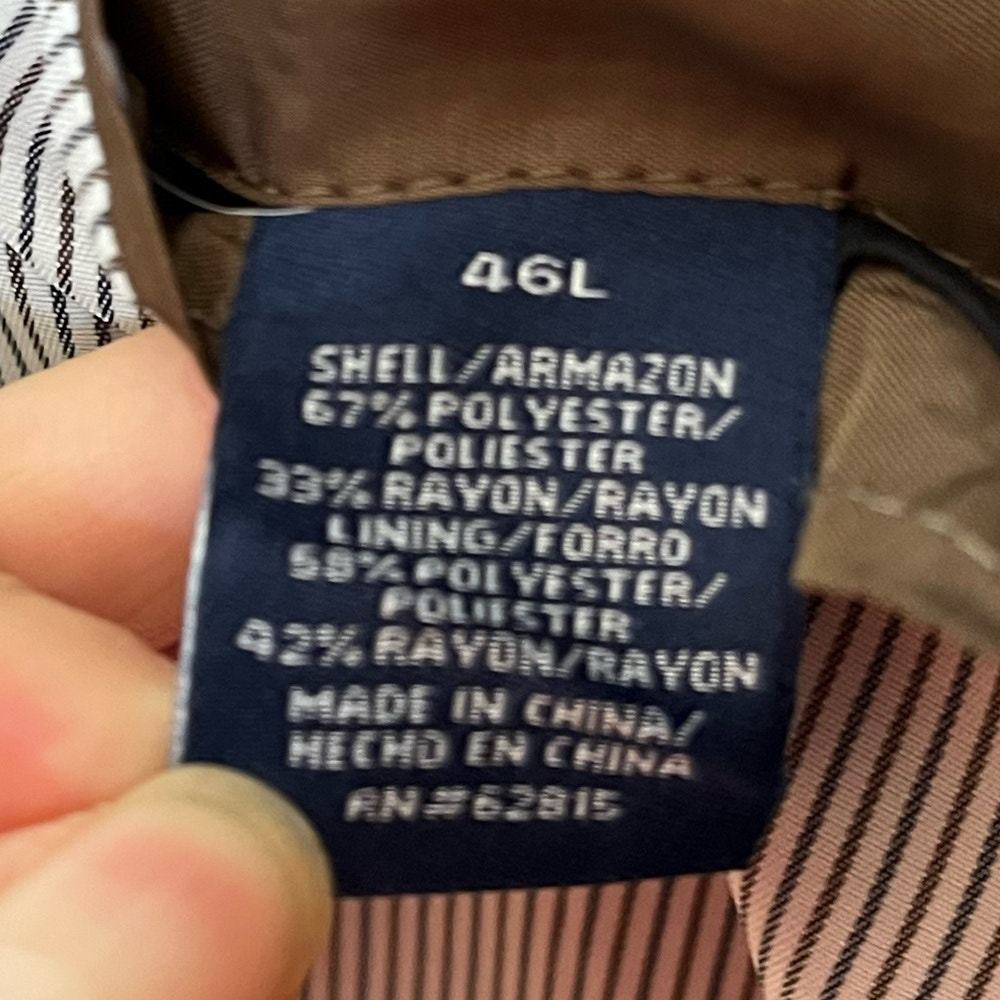 46L
SHELL/ARMAZON
67% POLYESTER/
POLIESTER
33% RAYON/RAYON
LINING/FORRO
58% POLYESTER/
POLIESTER
42% RAYON/RAYON
MADE IN CHINA/
HECHO EN CHINA
RN#62815